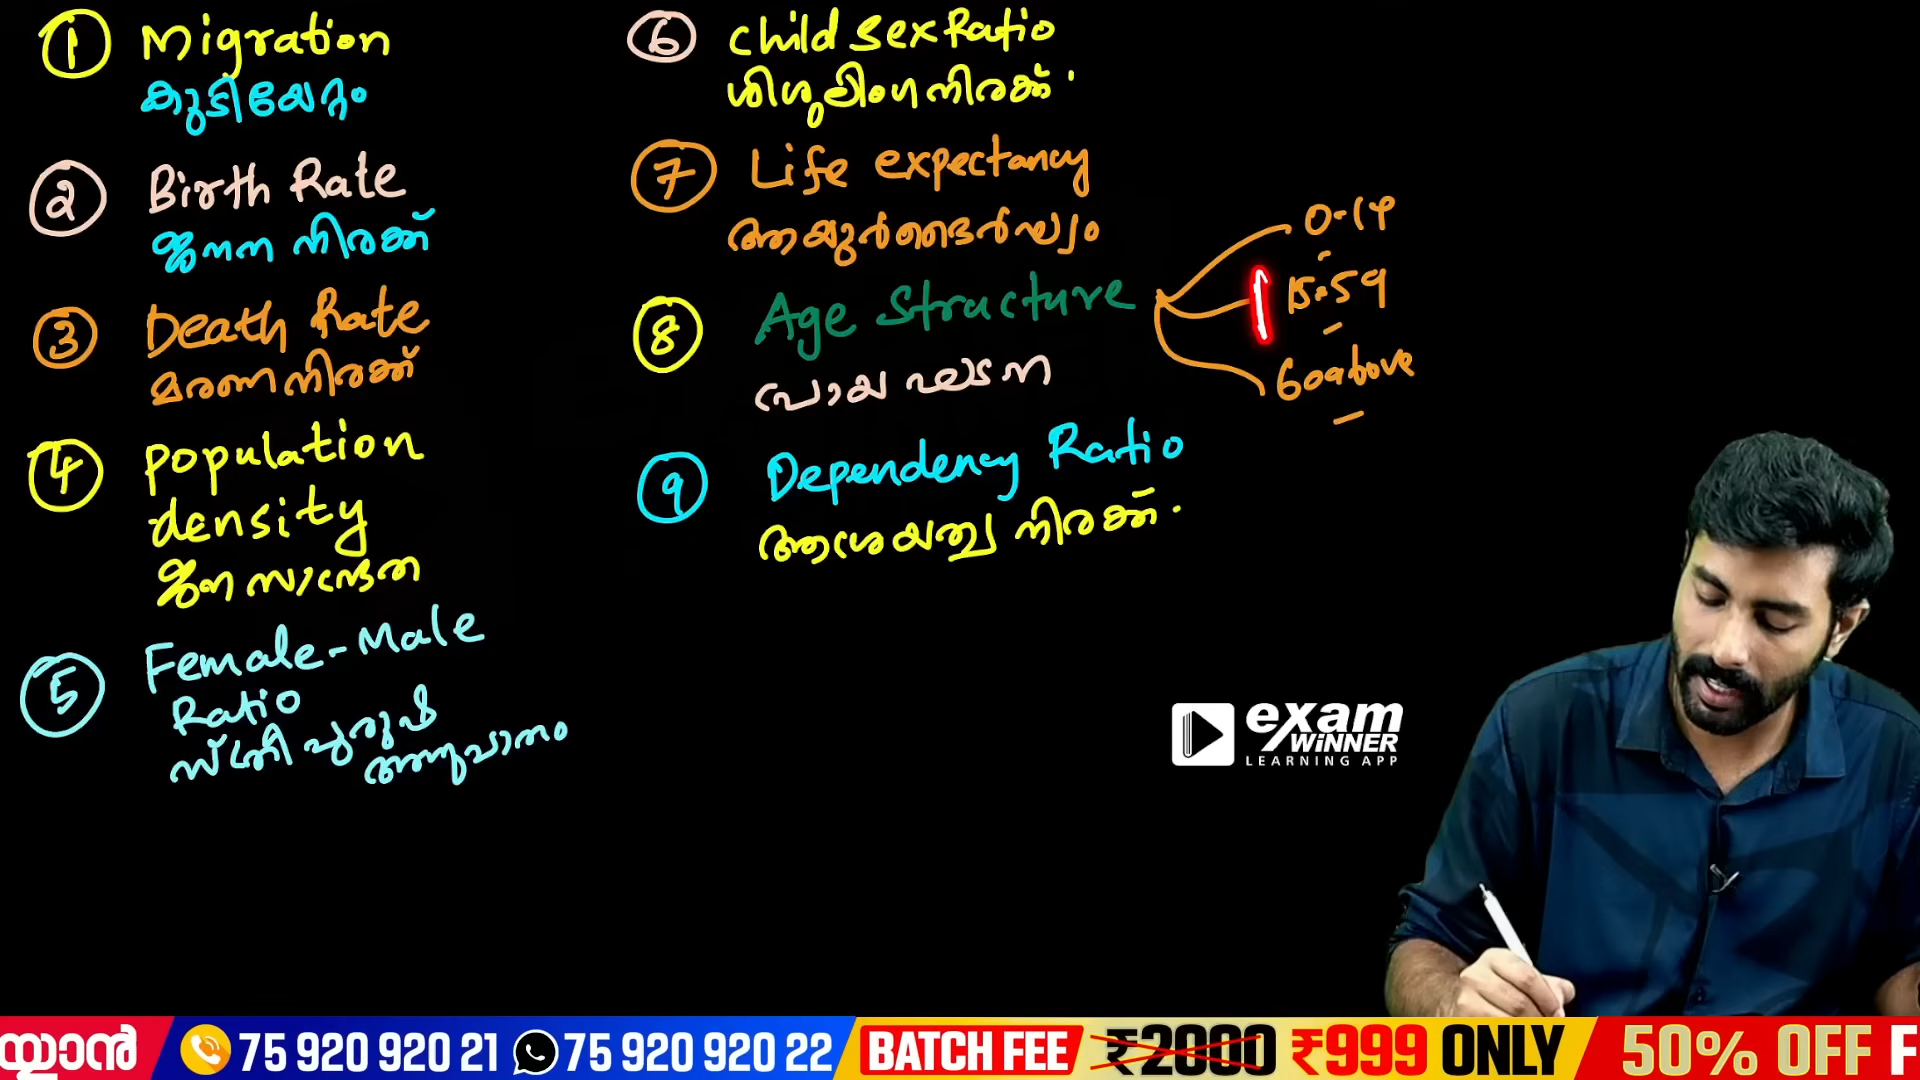 ① Migration
കുടിയേറ്റം
② Birth Rate
ജനന നിരക്ക്
③ Death Rate
മരണനിരക്ക്
④ Population
density
ജനസാന്ദ്രത
⑤ Female-Male
Ratio
സ്ത്രീ പുരുഷ
അനുപാതം
⑥ Child Sex Ratio
ശിശുലിംഗനിരക്ക്
⑦ Life expectancy
ആയുർദൈർഘ്യം
⑧ Age Structure
പ്രായ ഘടന
0-14
15-59
60above
⑨ Dependency Ratio
ആശ്രയത്വ നിരക്ക്.
exam
WiNNER
LEARNING APP
75 920 920 21 75 920 920 22 BATCH FEE ₹2000 ₹999 ONLY 50% OFF F